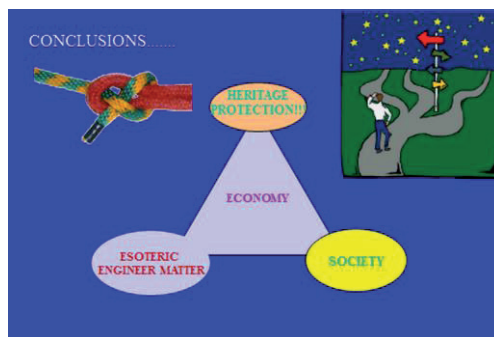 CONCLUSIONS.......
HERITAGE
PROTECTION!!!
ECONOMY
ESOTERIC
ENGINEER MATTER
SOCIETY